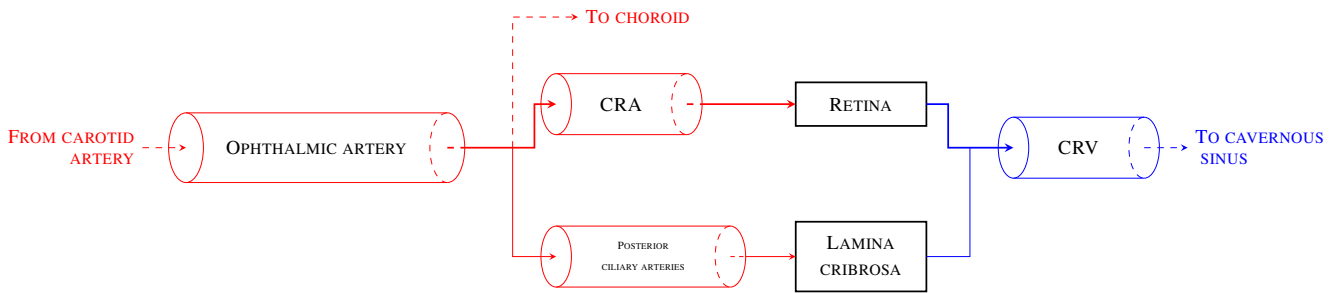 TO CHOROID
FROM CAROTID
ARTERY
OPHTHALMIC ARTERY
CRA
RETINA
CRV
TO CAVERNOUS
SINUS
POSTERIOR
CILIARY ARTERIES
LAMINA
CRIBROSA